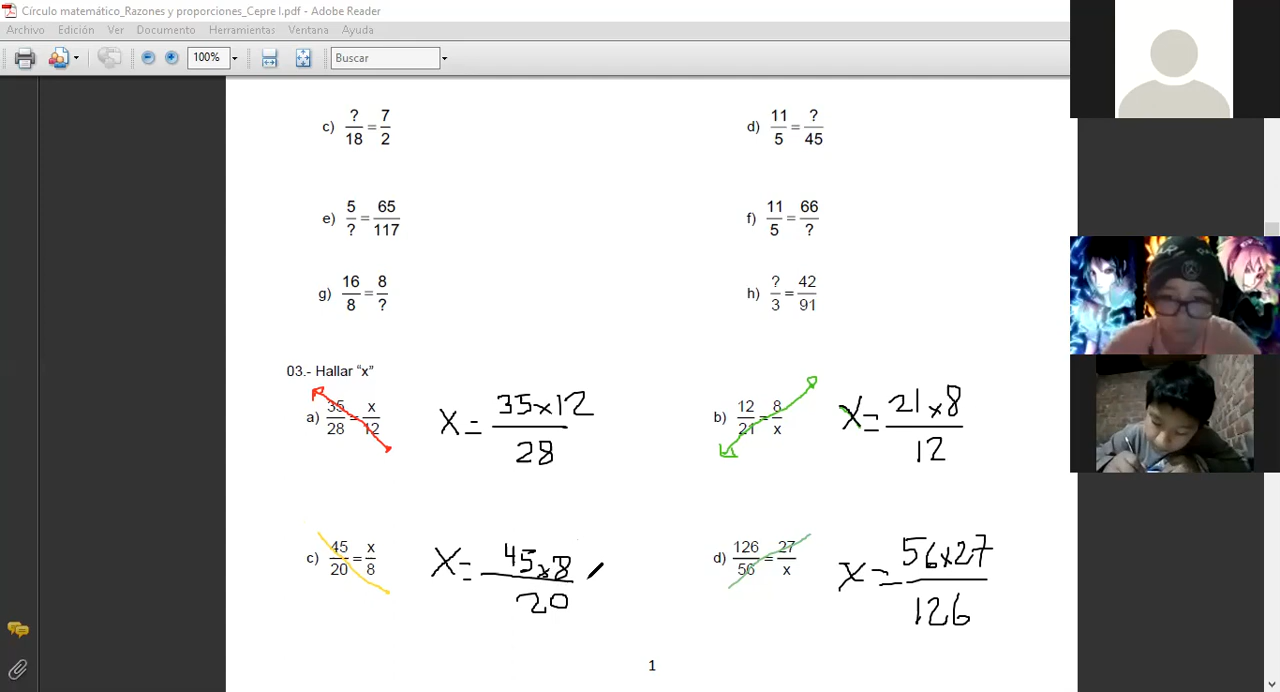 Círculo matemático_Razones y proporciones_Cepre I.pdf - Adobe Reader
Archivo Edición Ver Documento Herramientas Ventana Ayuda
100% Buscar
c) ?/18 = 7/2
d) 11/5 = ?/45
e) 5/? = 65/117
f) 11/5 = 66/?
g) 16/8 = 8/?
h) ?/3 = 42/91
03.- Hallar “x”
a) 35/28 = x/12 X = 35x12/28
b) 12/21 = 8/x X = 21x8/12
c) 45/20 = x/8 X = 45x8/20
d) 126/56 = 27/x X = 56x27/126
1